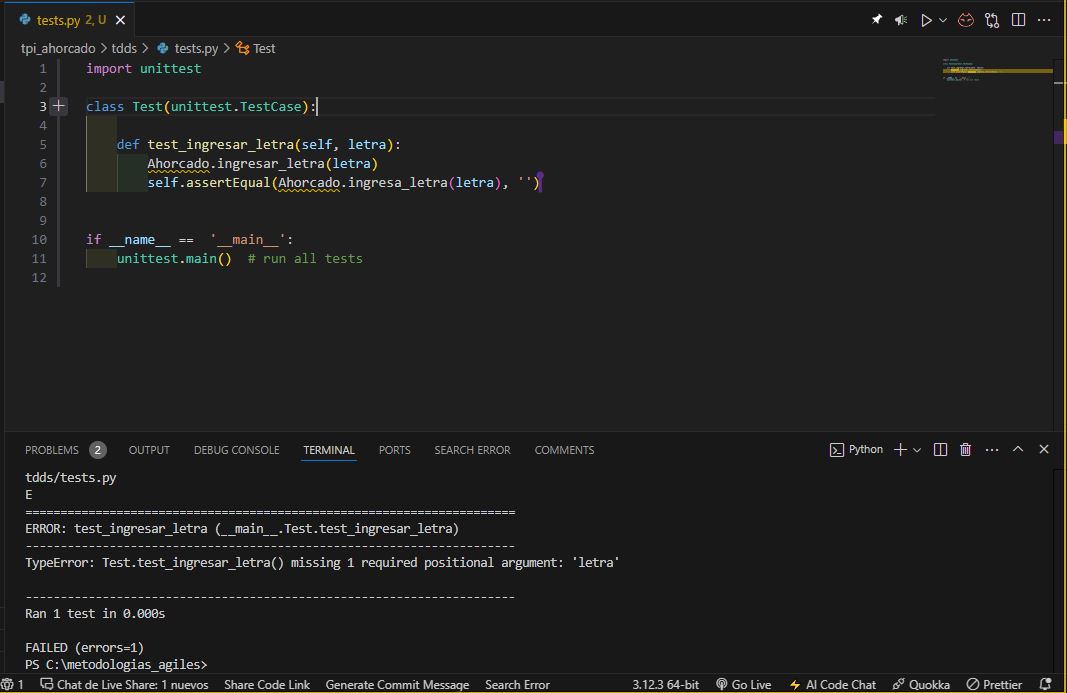 tests.py 2, U
tpi_ahorcado > tdds > tests.py > Test
1 import unittest
2
3 class Test(unittest.TestCase):
4
5 def test_ingresar_letra(self, letra):
6 Ahorcado.ingresar_letra(letra)
7 self.assertEqual(Ahorcado.ingresa_letra(letra), '')
8
9
10 if __name__ == '__main__':
11 unittest.main() # run all tests
12
PROBLEMS 2 OUTPUT DEBUG CONSOLE TERMINAL PORTS SEARCH ERROR COMMENTS Python
tdds/tests.py
E
======================================================================
ERROR: test_ingresar_letra (__main__.Test.test_ingresar_letra)
----------------------------------------------------------------------
TypeError: Test.test_ingresar_letra() missing 1 required positional argument: 'letra'
----------------------------------------------------------------------
Ran 1 test in 0.000s
FAILED (errors=1)
PS C:\metodologias_agiles>
1 Chat de Live Share: 1 nuevos Share Code Link Generate Commit Message Search Error 3.12.3 64-bit Go Live AI Code Chat Quokka Prettier